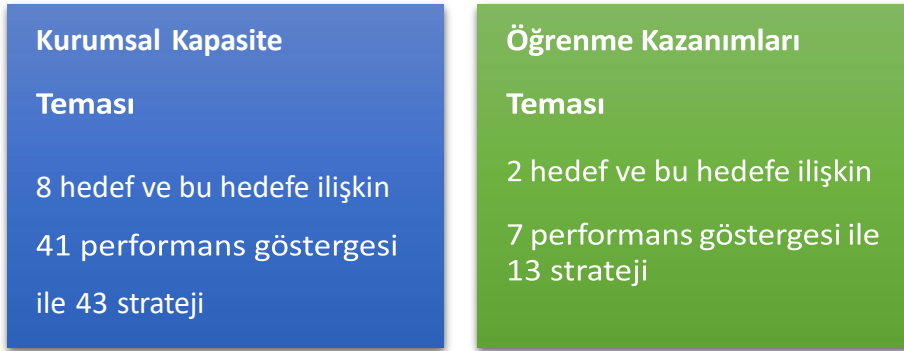 Kurumsal Kapasite
Teması
8 hedef ve bu hedefe ilişkin
41 performans göstergesi
ile 43 strateji
Öğrenme Kazanımları
Teması
2 hedef ve bu hedefe ilişkin
7 performans göstergesi ile
13 strateji